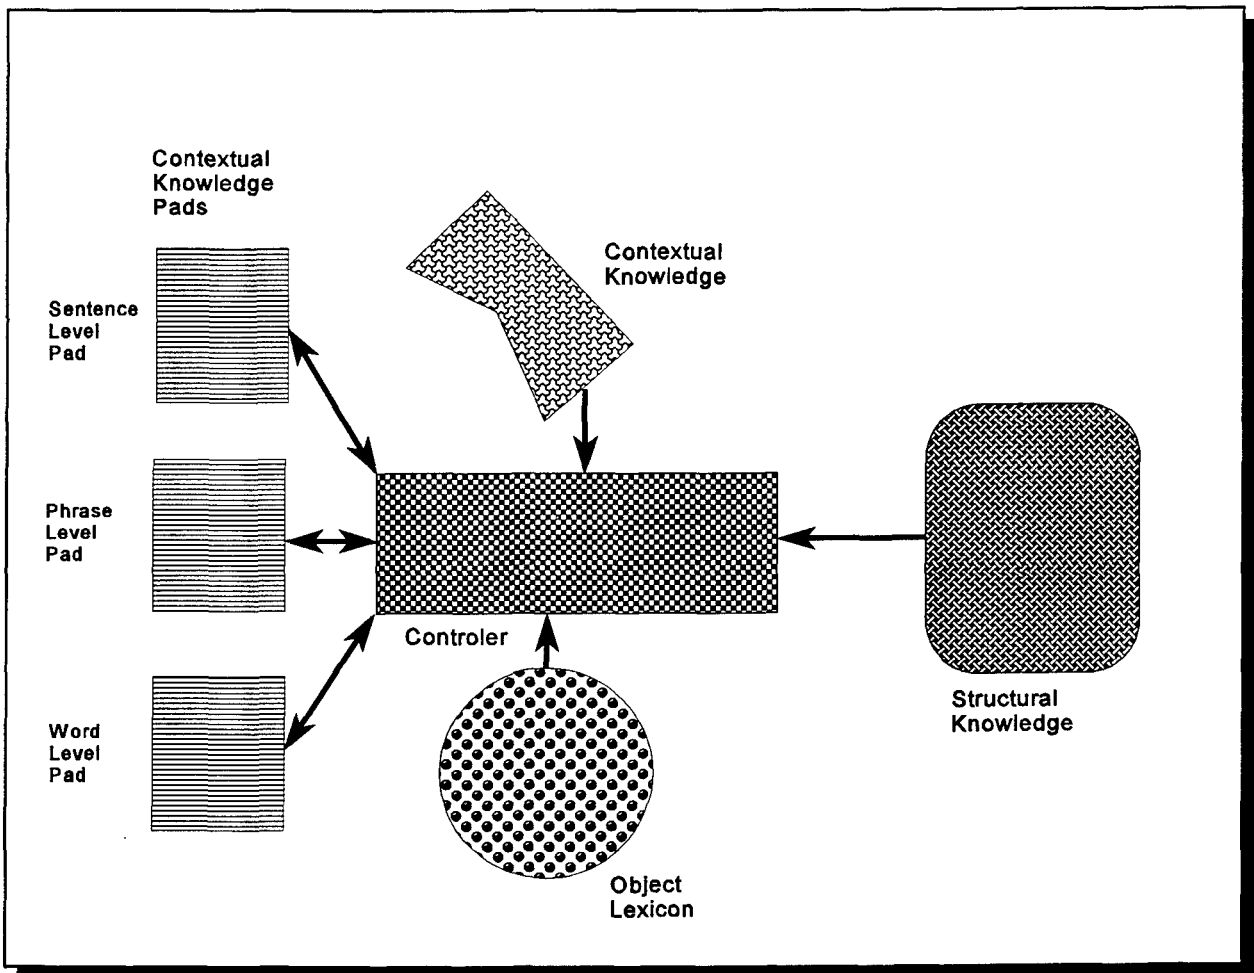 Contextual
Knowledge
Pads
Contextual
Knowledge
Sentence
Level
Pad
Phrase
Level
Pad
Controler
Structural
Knowledge
Word
Level
Pad
Object
Lexicon